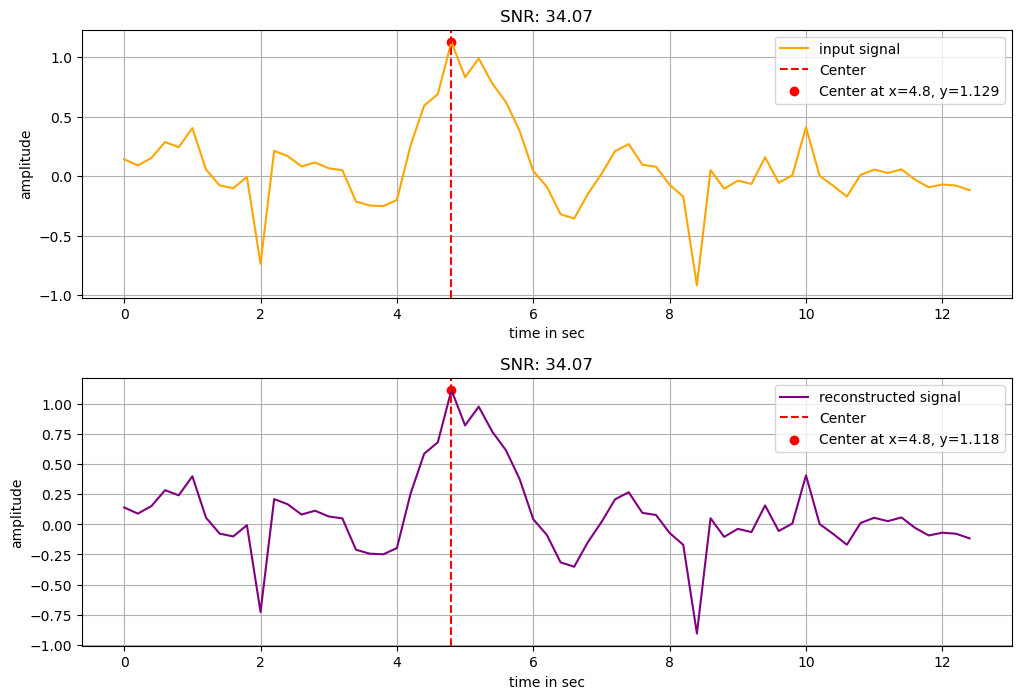 SNR: 34.07
1.0
0.5
0.0
−0.5
−1.0
amplitude
input signal
Center
Center at x=4.8, y=1.129
0 2 4 6 8 10 12
time in sec
SNR: 34.07
1.00
0.75
0.50
0.25
0.00
−0.25
−0.50
−0.75
−1.00
amplitude
reconstructed signal
Center
Center at x=4.8, y=1.118
0 2 4 6 8 10 12
time in sec